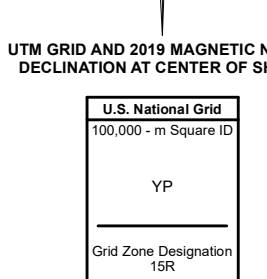 UTM GRID AND 2019 MAGNETIC
DECLINATION AT CENTER OF
U.S. National Grid
100,000 - m Square ID
YP
Grid Zone Designation
15R